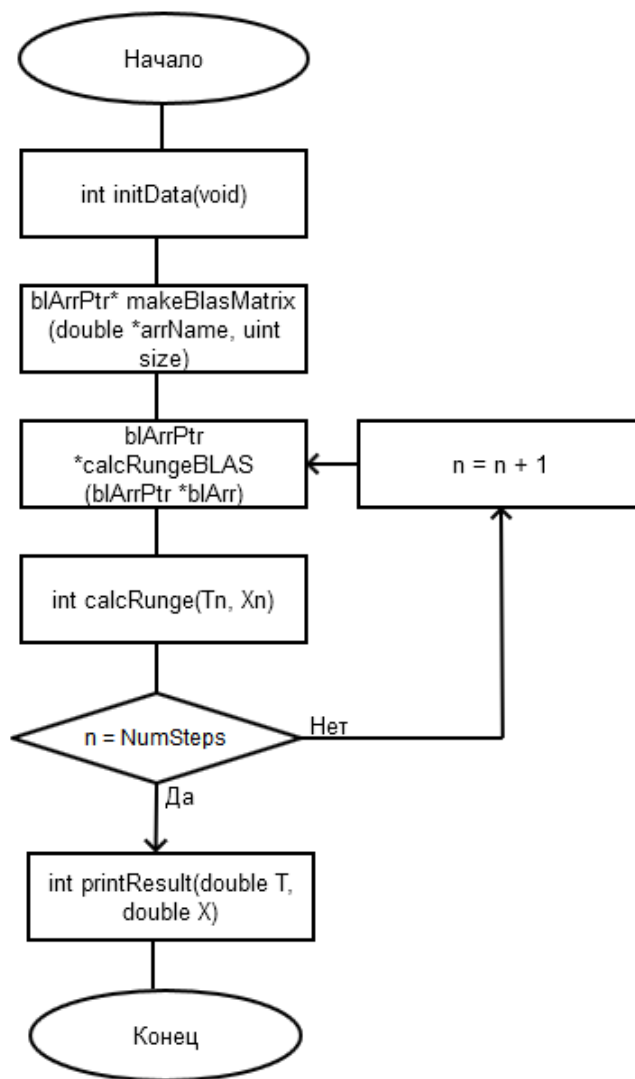 Начало
int initData(void)
blArrPtr* makeBlasMatrix
(double *arrName, uint
size)
blArrPtr
*calcRungeBLAS
(blArrPtr *blArr)
n = n + 1
int calcRunge(Tn, Xn)
n = NumSteps
Нет
Да
int printResult(double T,
double X)
Конец